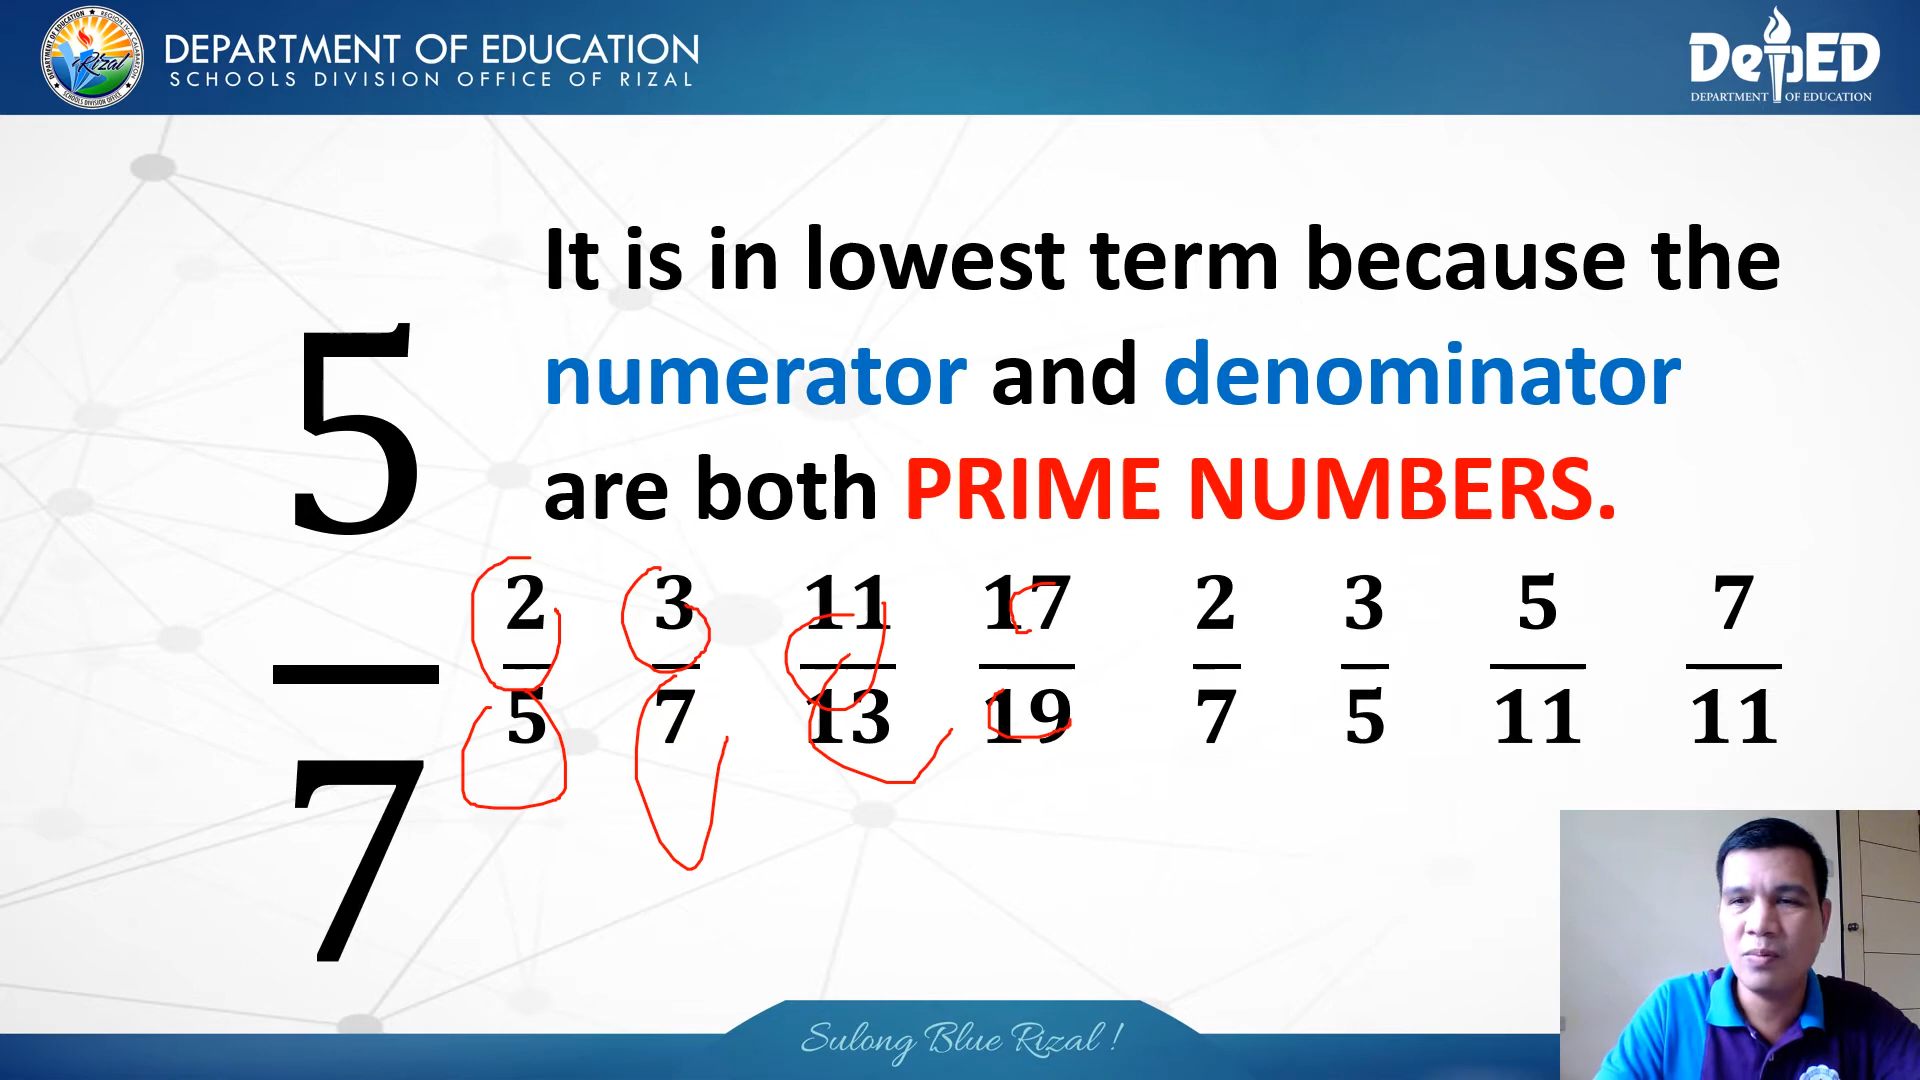 DEPARTMENT OF EDUCATION
SCHOOLS DIVISION OFFICE OF RIZAL
Rizal
DepED
DEPARTMENT OF EDUCATION
It is in lowest term because the
numerator and denominator
are both PRIME NUMBERS.
5
7
2 3 11 17 2 3 5 7
5 7 13 19 7 5 11 11
Sulong Blue Rizal !